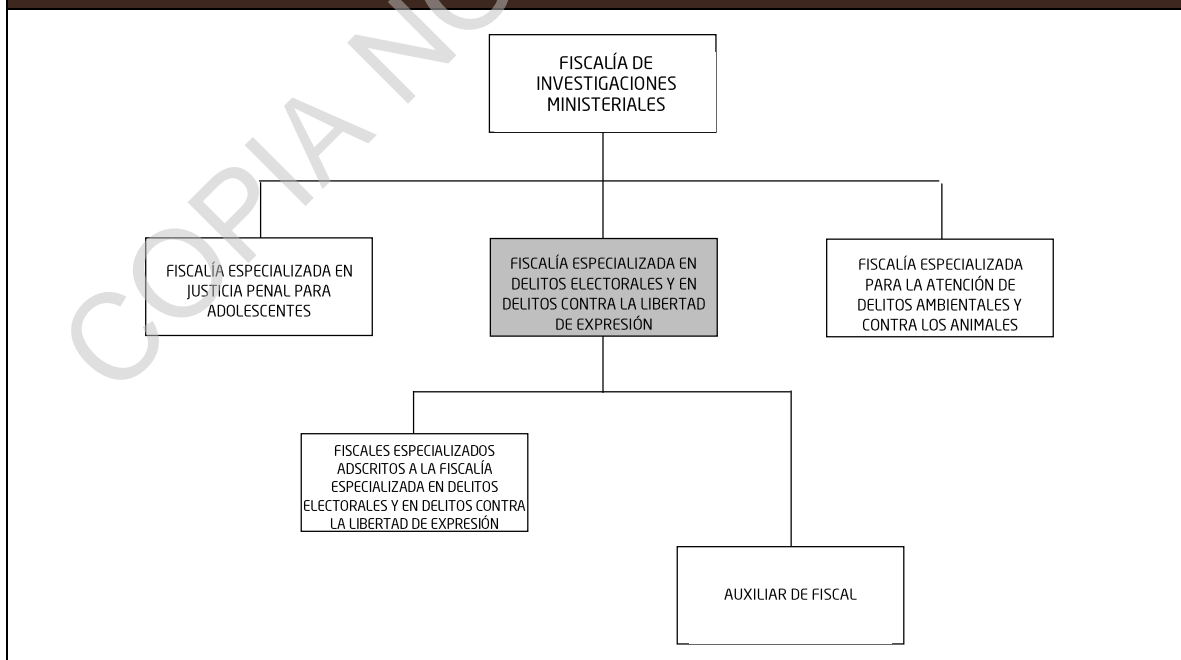 FISCALÍA DE
INVESTIGACIONES
MINISTERIALES
FISCALÍA ESPECIALIZADA EN
JUSTICIA PENAL PARA
ADOLESCENTES
FISCALÍA ESPECIALIZADA EN
DELITOS ELECTORALES Y EN
DELITOS CONTRA LA LIBERTAD
DE EXPRESIÓN
FISCALÍA ESPECIALIZADA
PARA LA ATENCIÓN DE
DELITOS AMBIENTALES Y
CONTRA LOS ANIMALES
FISCALES ESPECIALIZADOS
ADSCRITOS A LA FISCALÍA
ESPECIALIZADA EN DELITOS
ELECTORALES Y EN DELITOS CONTRA
LA LIBERTAD DE EXPRESIÓN
AUXILIAR DE FISCAL
COPIA